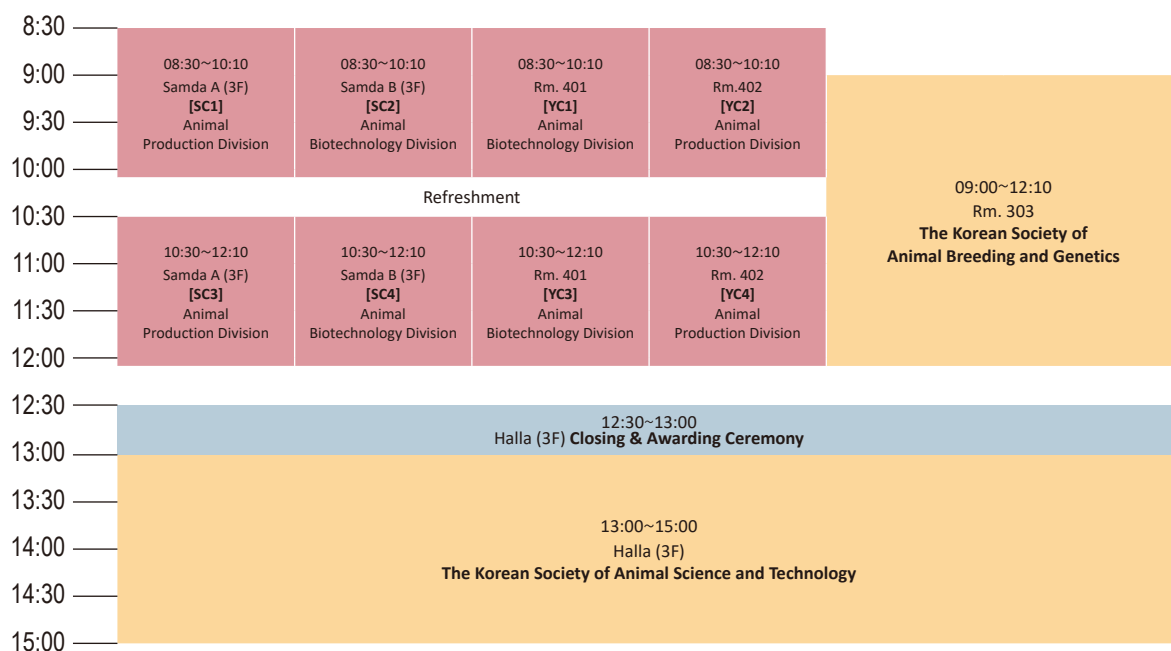 8:30
9:00
9:30
10:00
10:30
11:00
11:30
12:00
12:30
13:00
13:30
14:00
14:30
15:00
08:30~10:10
Samda A (3F)
[SC1]
Animal
Production Division
08:30~10:10
Samda B (3F)
[SC2]
Animal
Biotechnology Division
08:30~10:10
Rm. 401
[YC1]
Animal
Biotechnology Division
08:30~10:10
Rm.402
[YC2]
Animal
Production Division
09:00~12:10
Rm. 303
The Korean Society of
Animal Breeding and Genetics
Refreshment
10:30~12:10
Samda A (3F)
[SC3]
Animal
Production Division
10:30~12:10
Samda B (3F)
[SC4]
Animal
Biotechnology Division
10:30~12:10
Rm. 401
[YC3]
Animal
Biotechnology Division
10:30~12:10
Rm. 402
[YC4]
Animal
Production Division
12:30~13:00
Halla (3F) Closing & Awarding Ceremony
13:00~15:00
Halla (3F)
The Korean Society of Animal Science and Technology